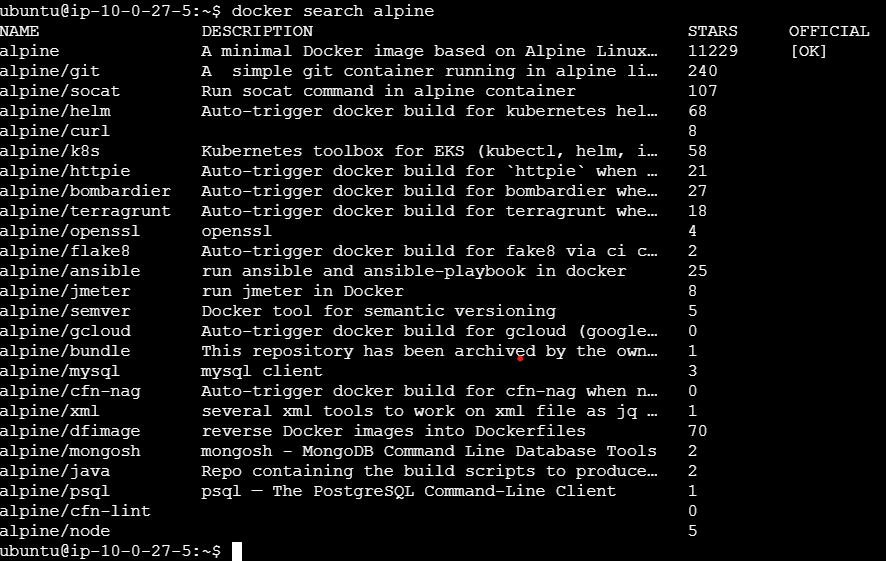 ubuntu@ip-10-0-27-5:~$ docker search alpine
NAME DESCRIPTION STARS OFFICIAL
alpine A minimal Docker image based on Alpine Linux… 11229 [OK]
alpine/git A  simple git container running in alpine li… 240
alpine/socat Run socat command in alpine container 107
alpine/helm Auto-trigger docker build for kubernetes hel… 68
alpine/curl 8
alpine/k8s Kubernetes toolbox for EKS (kubectl, helm, i… 58
alpine/httpie Auto-trigger docker build for `httpie` when … 21
alpine/bombardier Auto-trigger docker build for bombardier whe… 27
alpine/terragrunt Auto-trigger docker build for terragrunt whe… 18
alpine/openssl openssl 4
alpine/flake8 Auto-trigger docker build for fake8 via ci c… 2
alpine/ansible run ansible and ansible-playbook in docker 25
alpine/jmeter run jmeter in Docker 8
alpine/semver Docker tool for semantic versioning 5
alpine/gcloud Auto-trigger docker build for gcloud (google… 0
alpine/bundle This repository has been archived by the own… 1
alpine/mysql mysql client 3
alpine/cfn-nag Auto-trigger docker build for cfn-nag when n… 0
alpine/xml several xml tools to work on xml file as jq … 1
alpine/dfimage reverse Docker images into Dockerfiles 70
alpine/mongosh mongosh - MongoDB Command Line Database Tools 2
alpine/java Repo containing the build scripts to produce… 2
alpine/psql psql — The PostgreSQL Command-Line Client 1
alpine/cfn-lint 0
alpine/node 5
ubuntu@ip-10-0-27-5:~$